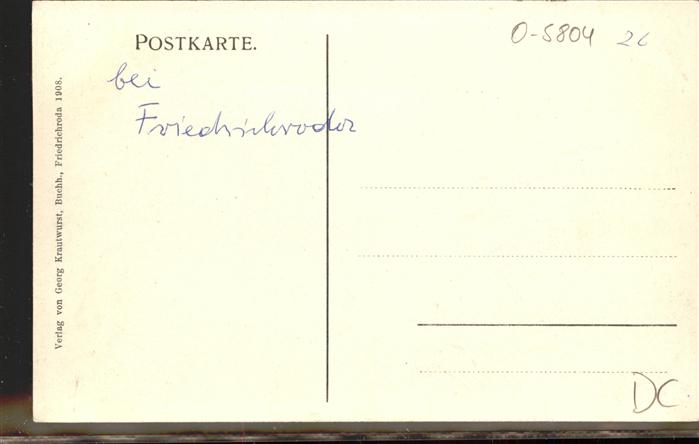 POSTKARTE.
O-5804 26
bei
Friedrichroda
Verlag von Georg Krautwurst, Buchh., Friedrichroda 1908.
DC